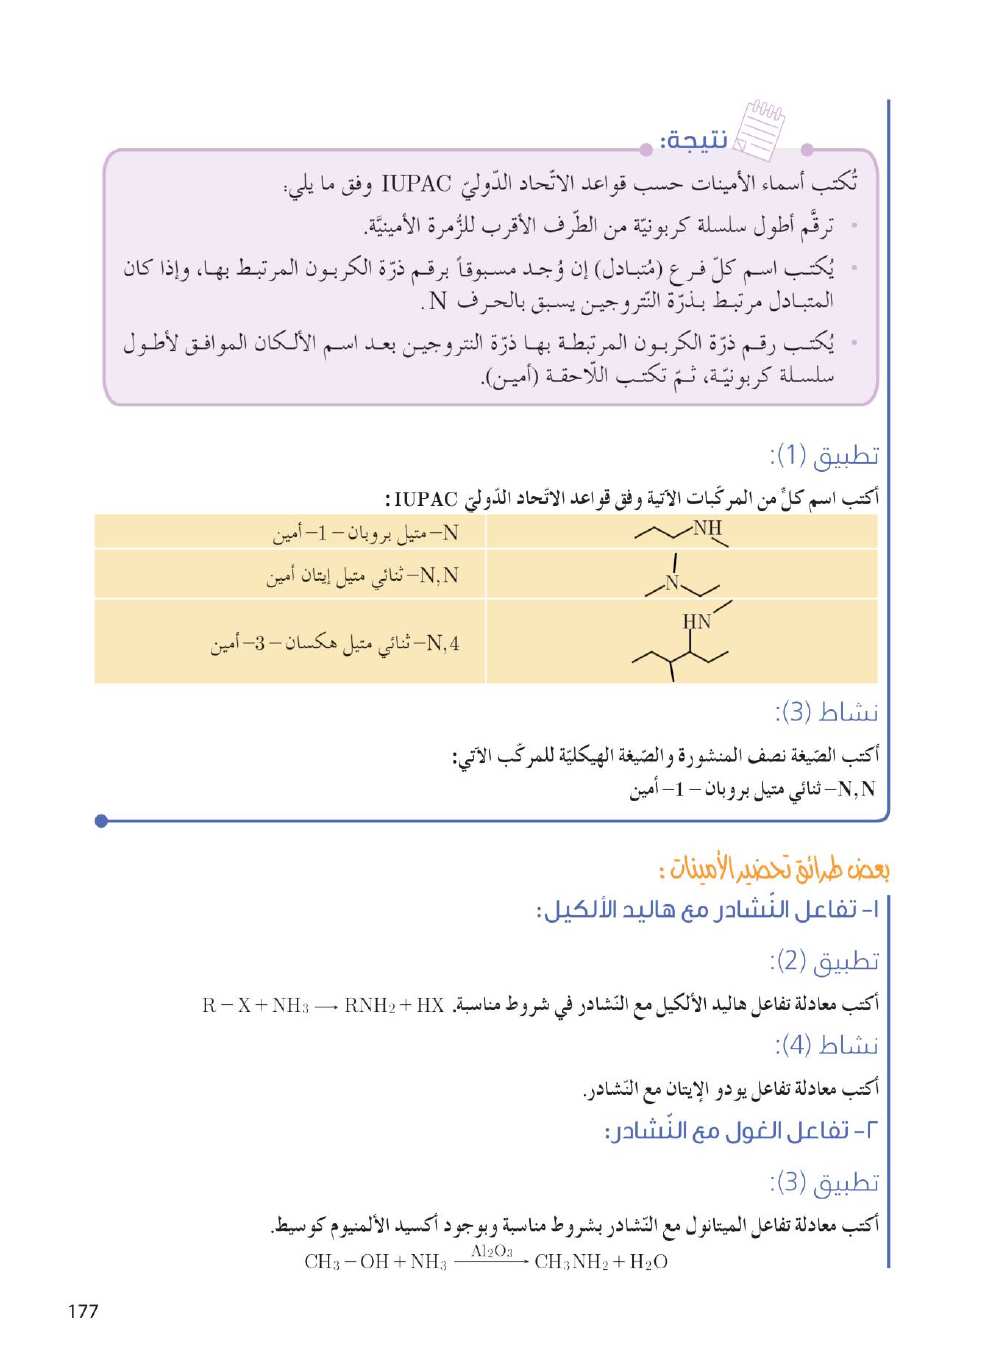 نتيجة:
تُكتب أسماء الأمينات حسب قواعد الاتّحاد الدّوليّ IUPAC وفق ما يلي:
• ترقَّم أطول سلسلة كربونيّة من الطّرف الأقرب للزُّمرة الأمينيَّة.
• يُكتب اسم كلّ فرع (مُتبادل) إن وُجد مسبوقاً برقم ذرّة الكربون المرتبط بها، وإذا كان
المتبادل مرتبط بذرّة النّتروجين يسبق بالحرف N.
• يُكتب رقم ذرّة الكربون المرتبطة بها ذرّة النتروجين بعد اسم الألكان الموافق لأطول
سلسلة كربونيّة، ثمّ تكتب اللّاحقة (أمين).
تطبيق (1):
أكتب اسم كلٍّ من المركّبات الآتية وفق قواعد الاتّحاد الدّوليّ IUPAC:
NH
N–متيل بروبان–1–أمين
N
N,N–ثنائي متيل إيتان أمين
HN
N,4–ثنائي متيل هكسان–3–أمين
نشاط (3):
أكتب الصّيغة نصف المنشورة والصّيغة الهيكليّة للمركّب الآتي:
N,N–ثنائي متيل بروبان–1–أمين
بعض طرائق تحضير الأمينات:
١- تفاعل النّشادر مع هاليد الألكيل:
تطبيق (2):
أكتب معادلة تفاعل هاليد الألكيل مع النّشادر في شروط مناسبة. R–X+NH₃ ⟶ RNH₂+HX
نشاط (4):
أكتب معادلة تفاعل يودو الإيتان مع النّشادر.
٢- تفاعل الغول مع النّشادر:
تطبيق (3):
أكتب معادلة تفاعل الميتانول مع النّشادر بشروط مناسبة وبوجود أكسيد الألمنيوم كوسيط.
Al₂O₃
CH₃–OH+NH₃ ⟶ CH₃NH₂+H₂O
177